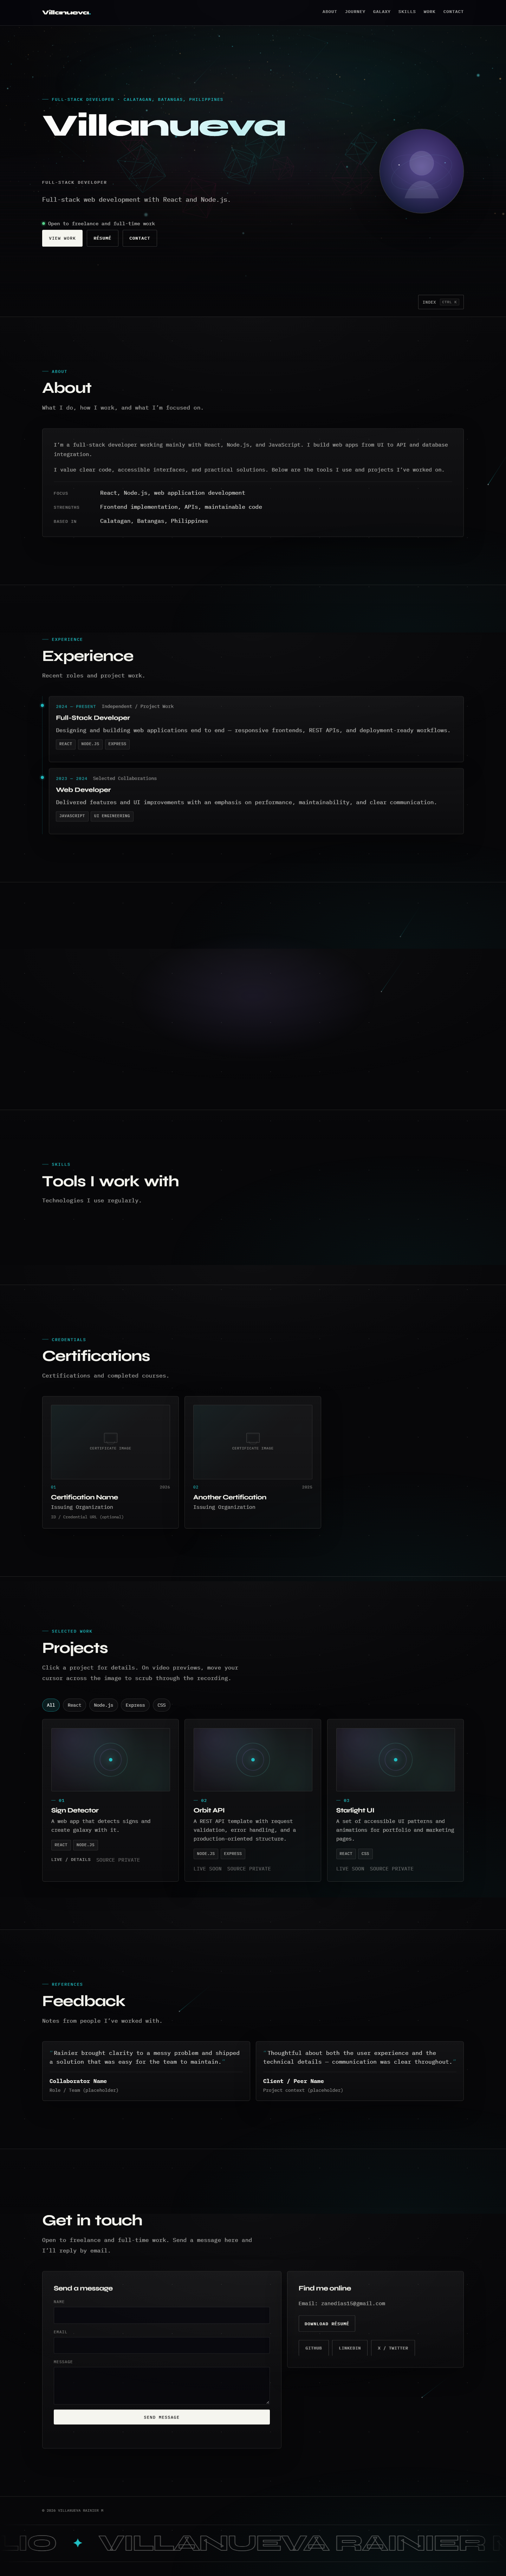 Villanueva.
ABOUT JOURNEY GALAXY SKILLS WORK CONTACT
FULL-STACK DEVELOPER · CALATAGAN, BATANGAS, PHILIPPINES
Villanueva
FULL-STACK DEVELOPER
Full-stack web development with React and Node.js.
Open to freelance and full-time work
VIEW WORK RÉSUMÉ CONTACT
INDEX CTRL K
ABOUT
About
What I do, how I work, and what I'm focused on.
I'm a full-stack developer working mainly with React, Node.js, and JavaScript. I build web apps from UI to API and database
integration.
I value clear code, accessible interfaces, and practical solutions. Below are the tools I use and projects I've worked on.
FOCUS React, Node.js, web application development
STRENGTHS Frontend implementation, APIs, maintainable code
BASED IN Calatagan, Batangas, Philippines
EXPERIENCE
Experience
Recent roles and project work.
2024 — PRESENT Independent / Project Work
Full-Stack Developer
Designing and building web applications end to end — responsive frontends, REST APIs, and deployment-ready workflows.
REACT NODE.JS EXPRESS
2023 — 2024 Selected Collaborations
Web Developer
Delivered features and UI improvements with an emphasis on performance, maintainability, and clear communication.
JAVASCRIPT UI ENGINEERING
SKILLS
Tools I work with
Technologies I use regularly.
CREDENTIALS
Certifications
Certifications and completed courses.
CERTIFICATE IMAGE
01 2026
Certification Name
Issuing Organization
ID / Credential URL (optional)
CERTIFICATE IMAGE
02 2025
Another Certification
Issuing Organization
SELECTED WORK
Projects
Click a project for details. On video previews, move your
cursor across the image to scrub through the recording.
All React Node.js Express CSS
01
Sign Detector
A web app that detects signs and
create galaxy with it.
REACT NODE.JS
LIVE / DETAILS SOURCE PRIVATE
02
Orbit API
A REST API template with request
validation, error handling, and a
production-oriented structure.
NODE.JS EXPRESS
LIVE SOON SOURCE PRIVATE
03
Starlight UI
A set of accessible UI patterns and
animations for portfolio and marketing
pages.
REACT CSS
LIVE SOON SOURCE PRIVATE
REFERENCES
Feedback
Notes from people I've worked with.
"Rainier brought clarity to a messy problem and shipped
a solution that was easy for the team to maintain."
Collaborator Name
Role / Team (placeholder)
"Thoughtful about both the user experience and the
technical details — communication was clear throughout."
Client / Peer Name
Project context (placeholder)
Get in touch
Open to freelance and full-time work. Send a message here and
I'll reply by email.
Send a message
NAME
EMAIL
MESSAGE
SEND MESSAGE
Find me online
Email: zanedias15@gmail.com
DOWNLOAD RÉSUMÉ
GITHUB LINKEDIN X / TWITTER
© 2026 VILLANUEVA RAINIER M
LIO ✦ VILLANUEVA RAINIER